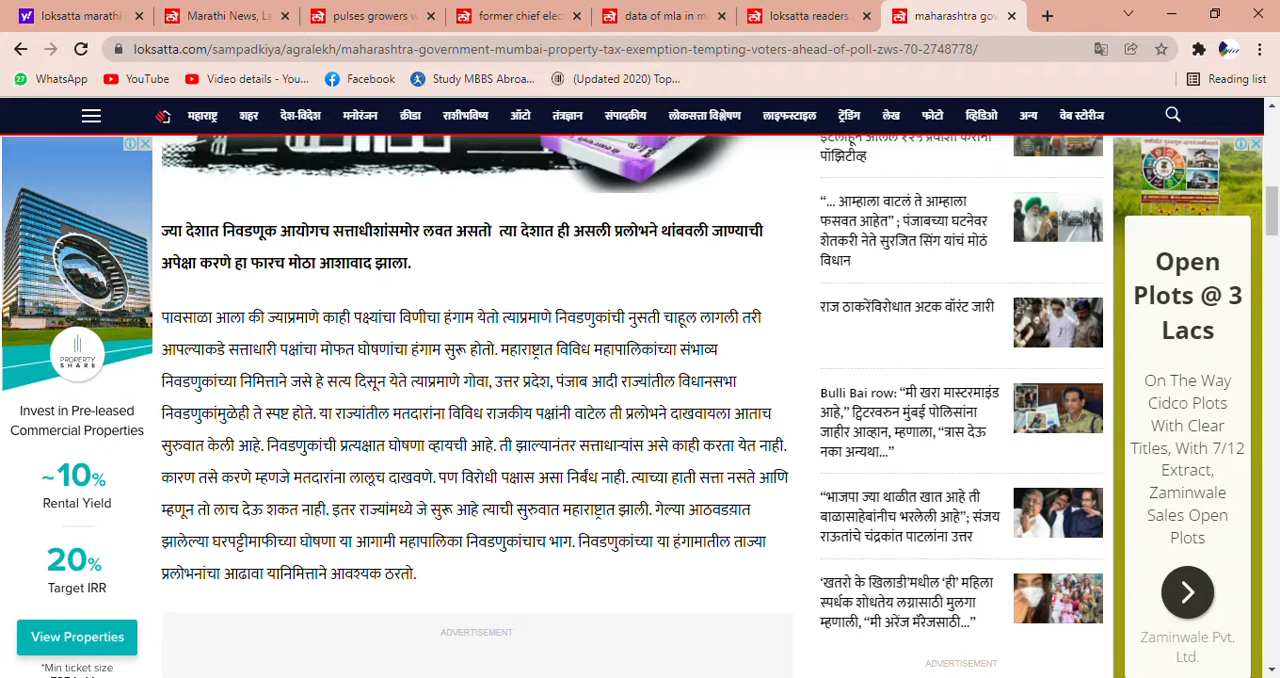 loksatta marathi
Marathi News, La
pulses growers w
former chief elec
data of mla in m
loksatta readers
maharashtra gov
loksatta.com/sampadkiya/agralekh/maharashtra-government-mumbai-property-tax-exemption-tempting-voters-ahead-of-poll-zws-70-2748778/
WhatsApp
YouTube
Video details - You...
Facebook
Study MBBS Abroa...
(Updated 2020) Top...
Reading list
महाराष्ट्र शहर देश-विदेश मनोरंजन क्रीडा राशीभविष्य ऑटो तंत्रज्ञान संपादकीय लोकसत्ता विश्लेषण लाइफस्टाइल ट्रेंडिंग लेख फोटो व्हिडिओ अन्य वेब स्टोरीज
PROPERTY
SHARE
Invest in Pre-leased
Commercial Properties
~10%
Rental Yield
20%
Target IRR
View Properties
*Min ticket size
ज्या देशात निवडणूक आयोगच सत्ताधीशांसमोर लवत असतो त्या देशात ही असली प्रलोभने थांबवली जाण्याची
अपेक्षा करणे हा फारच मोठा आशावाद झाला.
पावसाळा आला की ज्याप्रमाणे काही पक्ष्यांचा विणीचा हंगाम येतो त्याप्रमाणे निवडणुकांची नुसती चाहूल लागली तरी
आपल्याकडे सत्ताधारी पक्षांचा मोफत घोषणांचा हंगाम सुरू होतो. महाराष्ट्रात विविध महापालिकांच्या संभाव्य
निवडणुकांच्या निमित्ताने जसे हे सत्य दिसून येते त्याप्रमाणे गोवा, उत्तर प्रदेश, पंजाब आदी राज्यांतील विधानसभा
निवडणुकांमुळेही ते स्पष्ट होते. या राज्यांतील मतदारांना विविध राजकीय पक्षांनी वाटेल ती प्रलोभने दाखवायला आताच
सुरुवात केली आहे. निवडणुकांची प्रत्यक्षात घोषणा व्हायची आहे. ती झाल्यानंतर सत्ताधाऱ्यांस असे काही करता येत नाही.
कारण तसे करणे म्हणजे मतदारांना लालूच दाखवणे. पण विरोधी पक्षास असा निर्बंध नाही. त्याच्या हाती सत्ता नसते आणि
म्हणून तो लाच देऊ शकत नाही. इतर राज्यांमध्ये जे सुरू आहे त्याची सुरुवात महाराष्ट्रात झाली. गेल्या आठवडय़ात
झालेल्या घरपट्टीमाफीच्या घोषणा या आगामी महापालिका निवडणुकांचाच भाग. निवडणुकांच्या या हंगामातील ताज्या
प्रलोभनांचा आढावा यानिमित्ताने आवश्यक ठरतो.
ADVERTISEMENT
इटलीहून आलेले १२५ प्रवासी करोना
पॉझिटीव्ह
“... आम्हाला वाटलं ते आम्हाला
फसवत आहेत” ; पंजाबच्या घटनेवर
शेतकरी नेते सुरजित सिंग यांचं मोठं
विधान
राज ठाकरेंविरोधात अटक वॉरंट जारी
Bulli Bai row: “मी खरा मास्टरमाइंड
आहे,” ट्विटरवरुन मुंबई पोलिसांना
जाहीर आव्हान, म्हणाला, “त्रास देऊ
नका अन्यथा...”
“भाजपा ज्या थाळीत खात आहे ती
बाळासाहेबांनीच भरलेली आहे”; संजय
राऊतांचे चंद्रकांत पाटलांना उत्तर
‘खतरो के खिलाडी’मधील ‘ही’ महिला
स्पर्धक शोधतेय लग्नासाठी मुलगा
म्हणाली, “मी अरेंज मॅरेजसाठी...”
ADVERTISEMENT
Open
Plots @ 3
Lacs
On The Way
Cidco Plots
With Clear
Titles, With 7/12
Extract,
Zaminwale
Sales Open
Plots
Zaminwale Pvt.
Ltd.